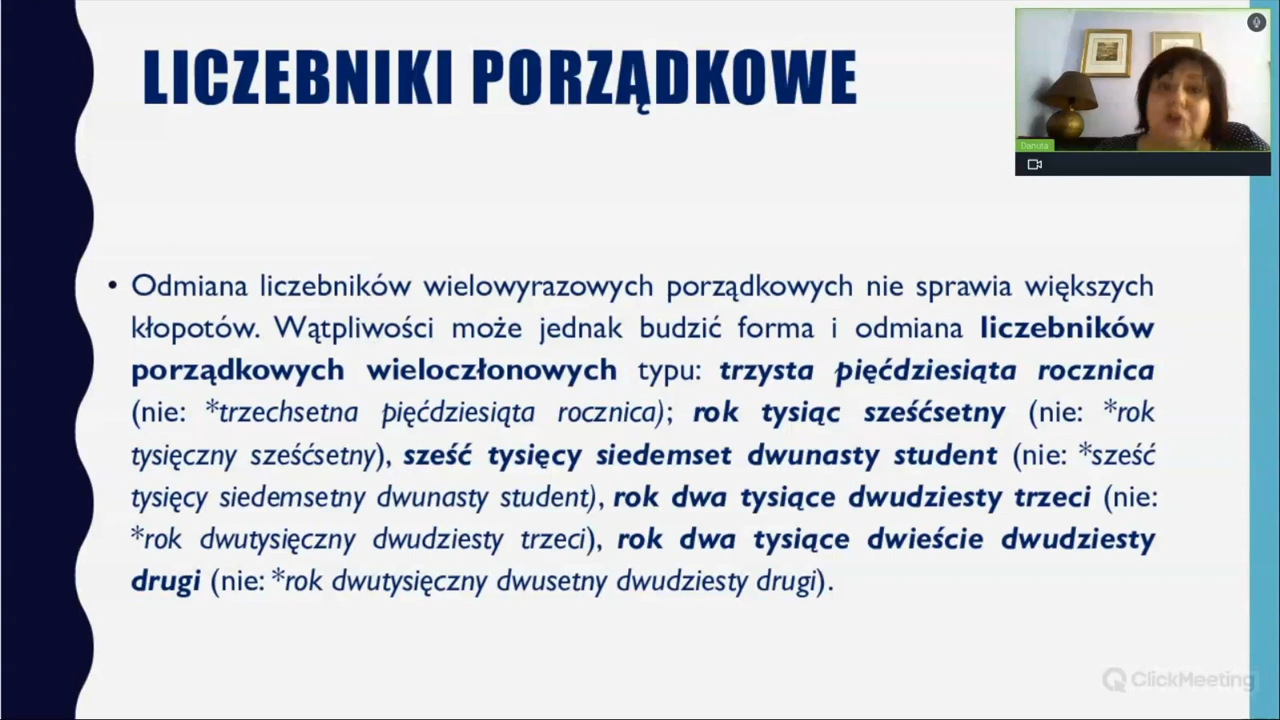 LICZEBNIKI PORZĄDKOWE
Danuta
• Odmiana liczebników wielowyrazowych porządkowych nie sprawia większych
kłopotów. Wątpliwości może jednak budzić forma i odmiana liczebników
porządkowych wieloczłonowych typu: trzysta pięćdziesiąta rocznica
(nie: *trzechsetna pięćdziesiąta rocznica); rok tysiąc sześćsetny (nie: *rok
tysięczny sześćsetny), sześć tysięcy siedemset dwunasty student (nie: *sześć
tysięcy siedemsetny dwunasty student), rok dwa tysiące dwudziesty trzeci (nie:
*rok dwutysięczny dwudziesty trzeci), rok dwa tysiące dwieście dwudziesty
drugi (nie: *rok dwutysięczny dwusetny dwudziesty drugi).
ClickMeeting